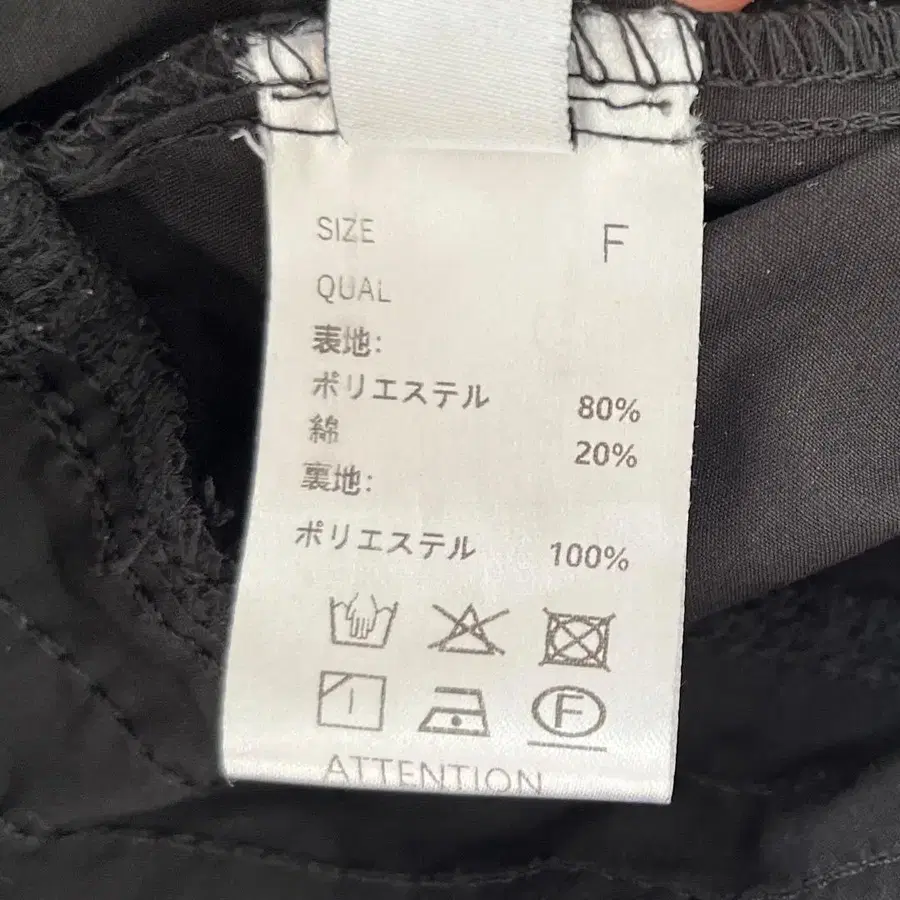 SIZE F
QUAL
表地:
ポリエステル 80%
綿 20%
裏地:
ポリエステル 100%
F
ATTENTION